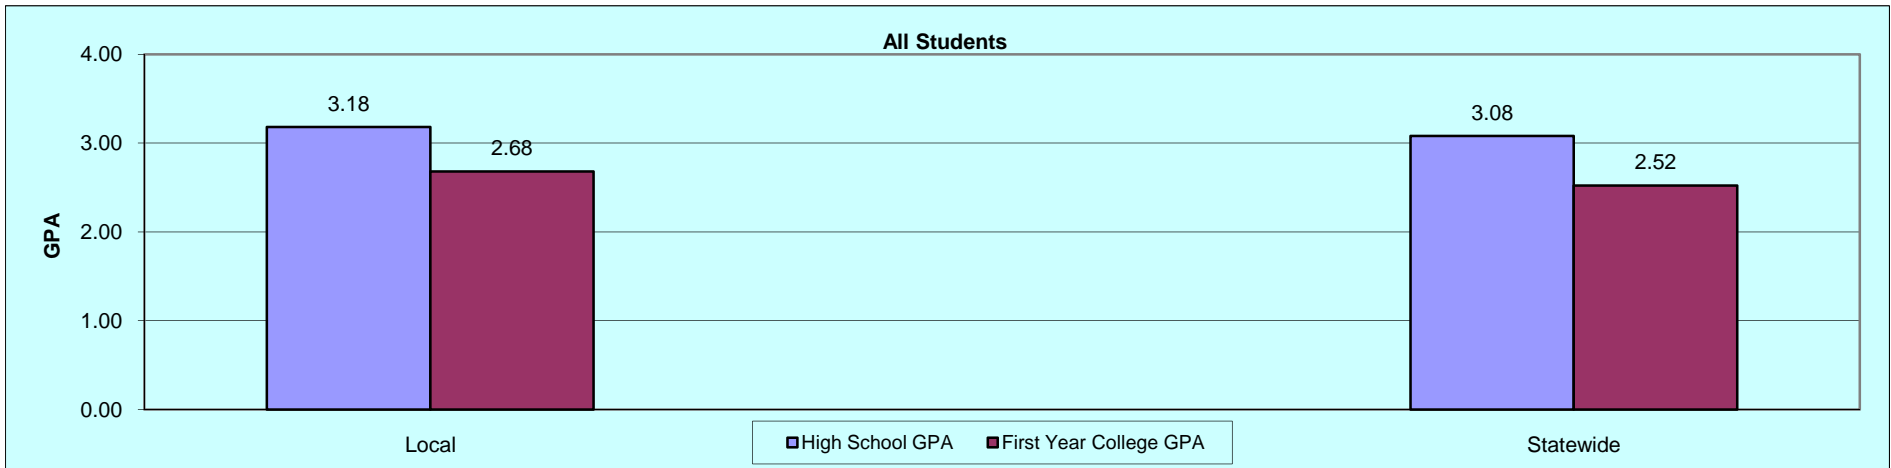 All Students
4.00
3.00
2.00
1.00
0.00
GPA
3.18
2.68
3.08
2.52
Local
Statewide
High School GPA
First Year College GPA